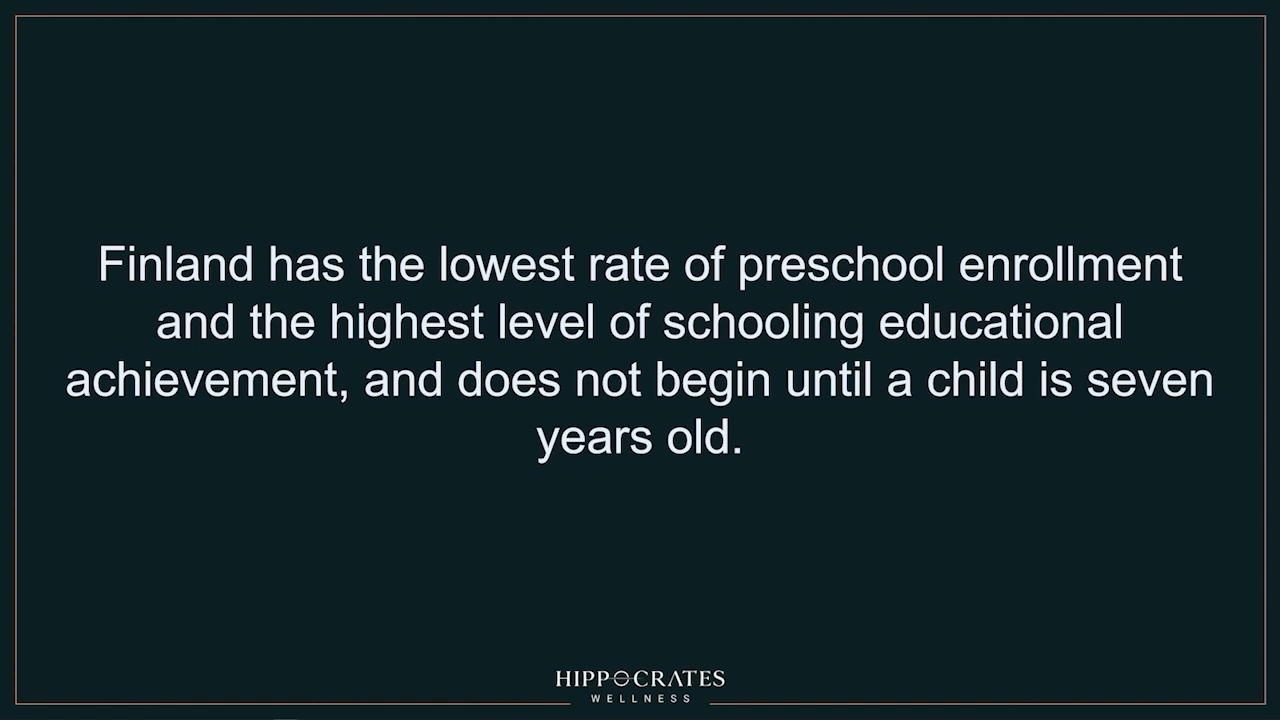 Finland has the lowest rate of preschool enrollment
and the highest level of schooling educational
achievement, and does not begin until a child is seven
years old.
HIPPOCRATES
WELLNESS